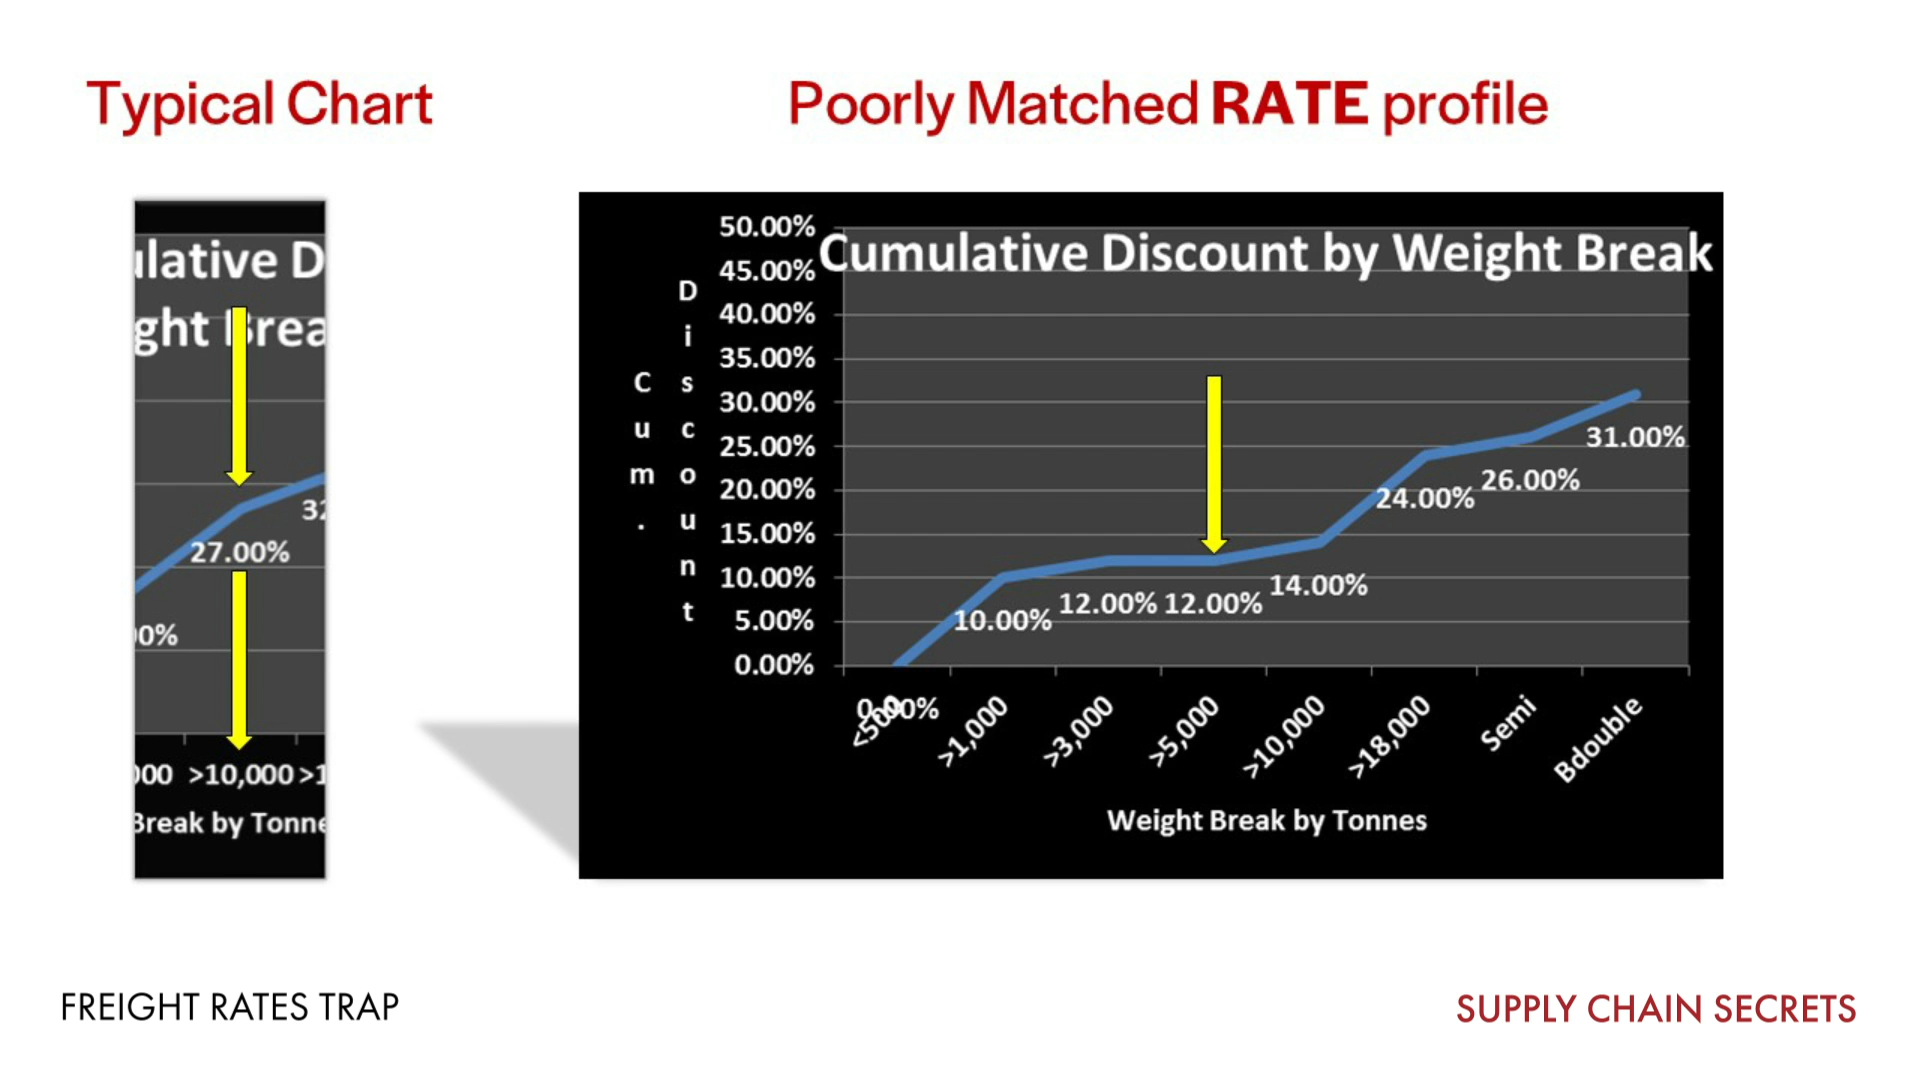 Typical Chart
Poorly Matched RATE profile
ulative D
ght Brea
27.00%
32
00%
000 >10,000 >1
Break by Tonne
Cumulative Discount by Weight Break
Cum.
Discount
50.00%
45.00%
40.00%
35.00%
30.00%
25.00%
20.00%
15.00%
10.00%
5.00%
0.00%
0.00%
10.00%
12.00%
12.00%
14.00%
24.00%
26.00%
31.00%
<500
>1,000
>3,000
>5,000
>10,000
>18,000
Semi
Bdouble
Weight Break by Tonnes
FREIGHT RATES TRAP
SUPPLY CHAIN SECRETS